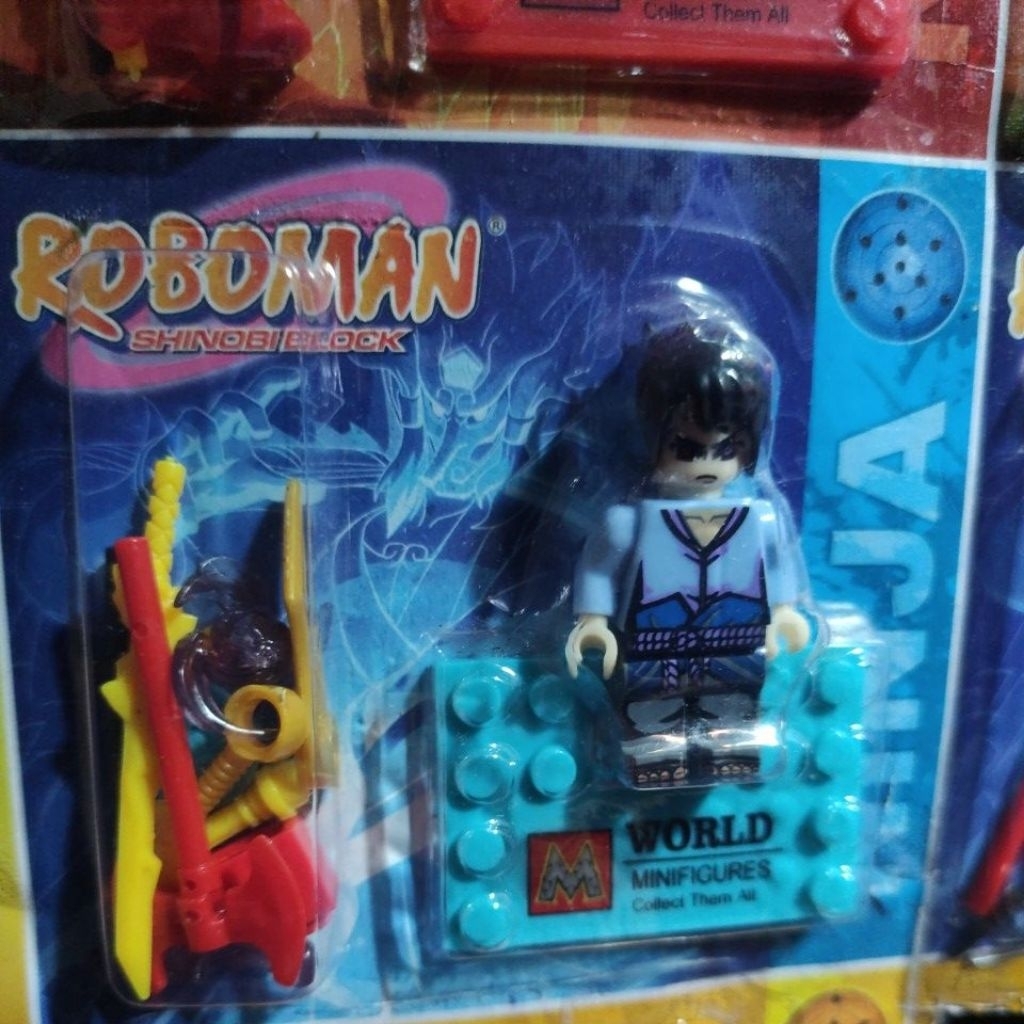 Collect Them All
ROBOMAN®
SHINOBI BLOCK
NINJA
M
WORLD
MINIFIGURES
Collect Them All